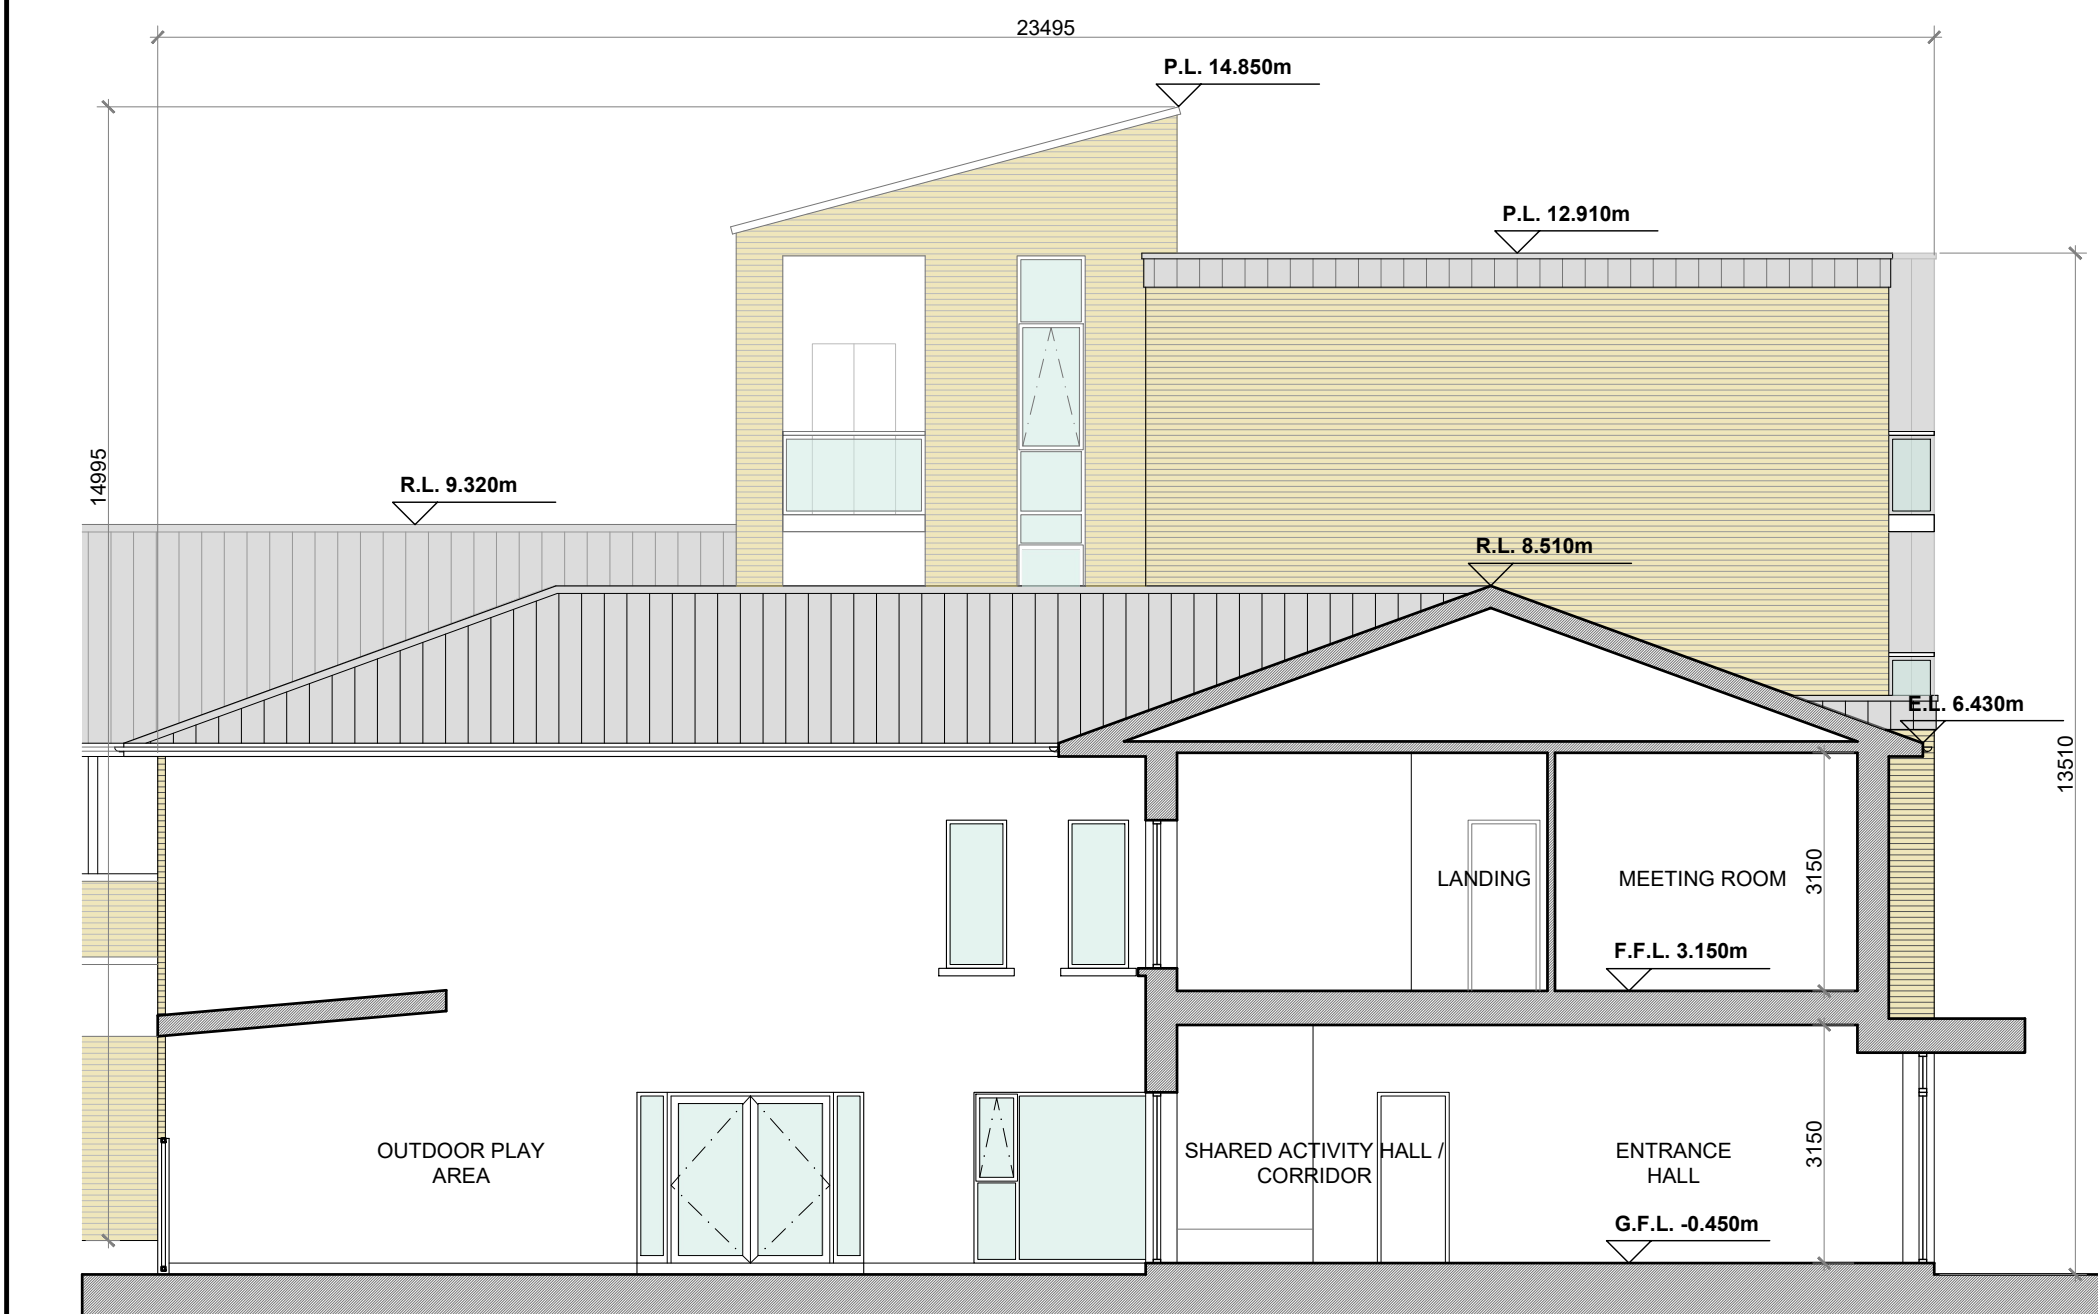 23495
P.L. 14.850m
P.L. 12.910m
14995
R.L. 9.320m
R.L. 8.510m
E.L. 6.430m
13510
LANDING
MEETING ROOM
3150
F.F.L. 3.150m
OUTDOOR PLAY
AREA
SHARED ACTIVITY HALL /
CORRIDOR
ENTRANCE
HALL
3150
G.F.L. -0.450m